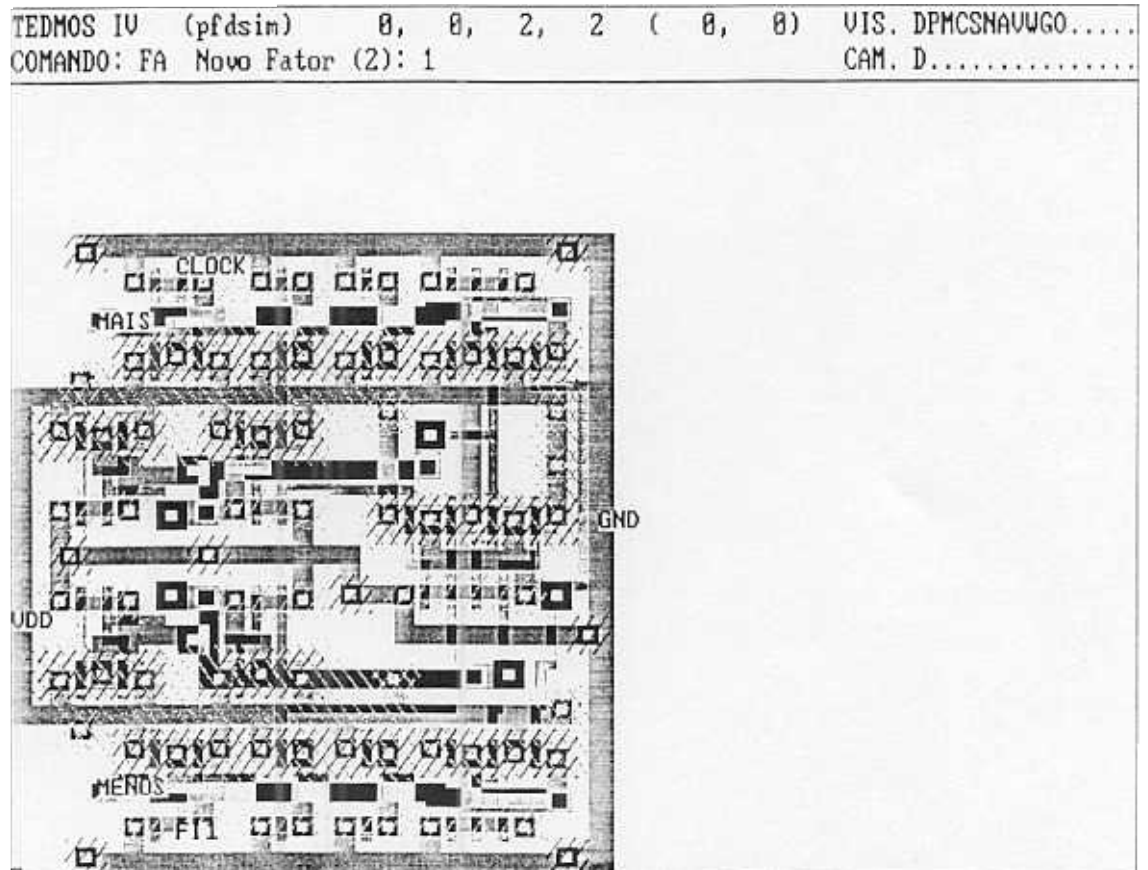 TEDMOS IV (pfdsim) 0, 0, 2, 2 ( 0, 0) VIS. DPMCSNAVWGO.....
COMANDO: FA Novo Fator (2): 1 CAM. D...............
CLOCK
MAIS
GND
VDD
MENOS
FI1